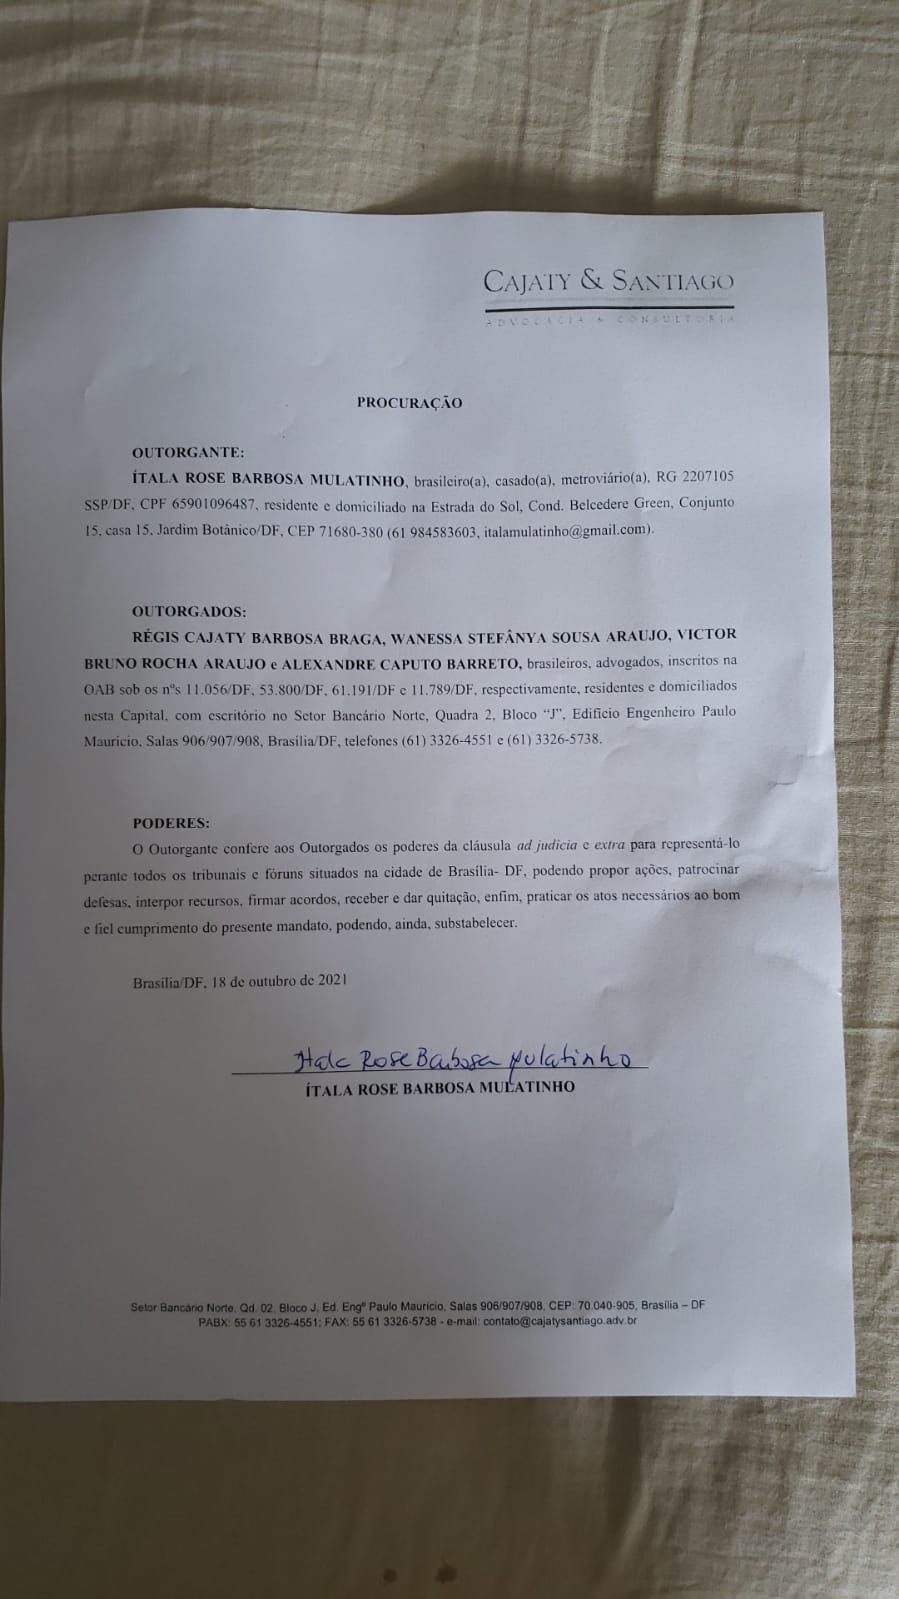 CAJATY & SANTIAGO
ADVOCACIA & CONSULTORIA
PROCURAÇÃO
OUTORGANTE:
ÍTALA ROSE BARBOSA MULATINHO, brasileiro(a), casado(a), metroviário(a), RG 2207105
SSP/DF, CPF 65901096487, residente e domiciliado na Estrada do Sol, Cond. Belcedere Green, Conjunto
15, casa 15, Jardim Botânico/DF, CEP 71680-380 (61 984583603, italamulatinho@gmail.com).
OUTORGADOS:
RÉGIS CAJATY BARBOSA BRAGA, WANESSA STEFÂNYA SOUSA ARAUJO, VICTOR
BRUNO ROCHA ARAUJO e ALEXANDRE CAPUTO BARRETO, brasileiros, advogados, inscritos na
OAB sob os nºs 11.056/DF, 53.800/DF, 61.191/DF e 11.789/DF, respectivamente, residentes e domiciliados
nesta Capital, com escritório no Setor Bancário Norte, Quadra 2, Bloco “J”, Edifício Engenheiro Paulo
Maurício, Salas 906/907/908, Brasília/DF, telefones (61) 3326-4551 e (61) 3326-5738.
PODERES:
O Outorgante confere aos Outorgados os poderes da cláusula ad judicia e extra para representá-lo
perante todos os tribunais e fóruns situados na cidade de Brasília- DF, podendo propor ações, patrocinar
defesas, interpor recursos, firmar acordos, receber e dar quitação, enfim, praticar os atos necessários ao bom
e fiel cumprimento do presente mandato, podendo, ainda, substabelecer.
Brasília/DF, 18 de outubro de 2021
Itala Rose Barbosa Mulatinho
ÍTALA ROSE BARBOSA MULATINHO
Setor Bancário Norte, Qd. 02, Bloco J, Ed. Engº Paulo Maurício, Salas 906/907/908, CEP: 70.040-905, Brasília – DF
PABX: 55 61 3326-4551; FAX: 55 61 3326-5738 - e-mail: contato@cajatysantiago.adv.br